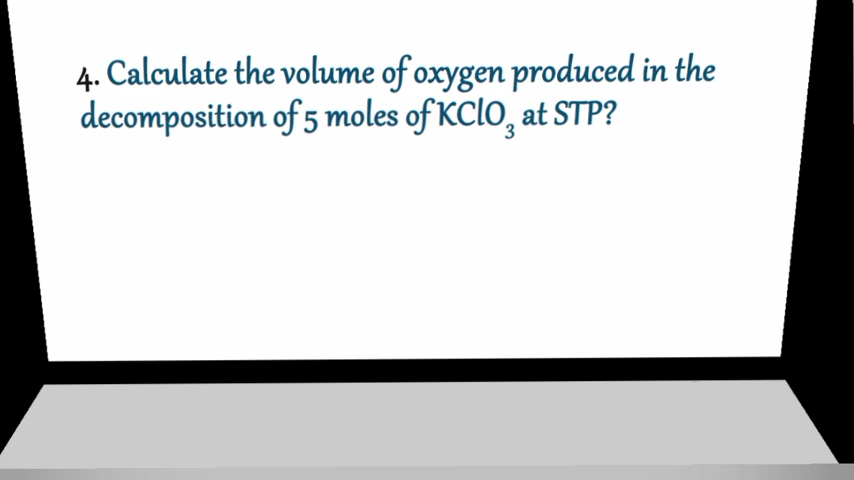 4. Calculate the volume of oxygen produced in the
decomposition of 5 moles of KClO₃ at STP?